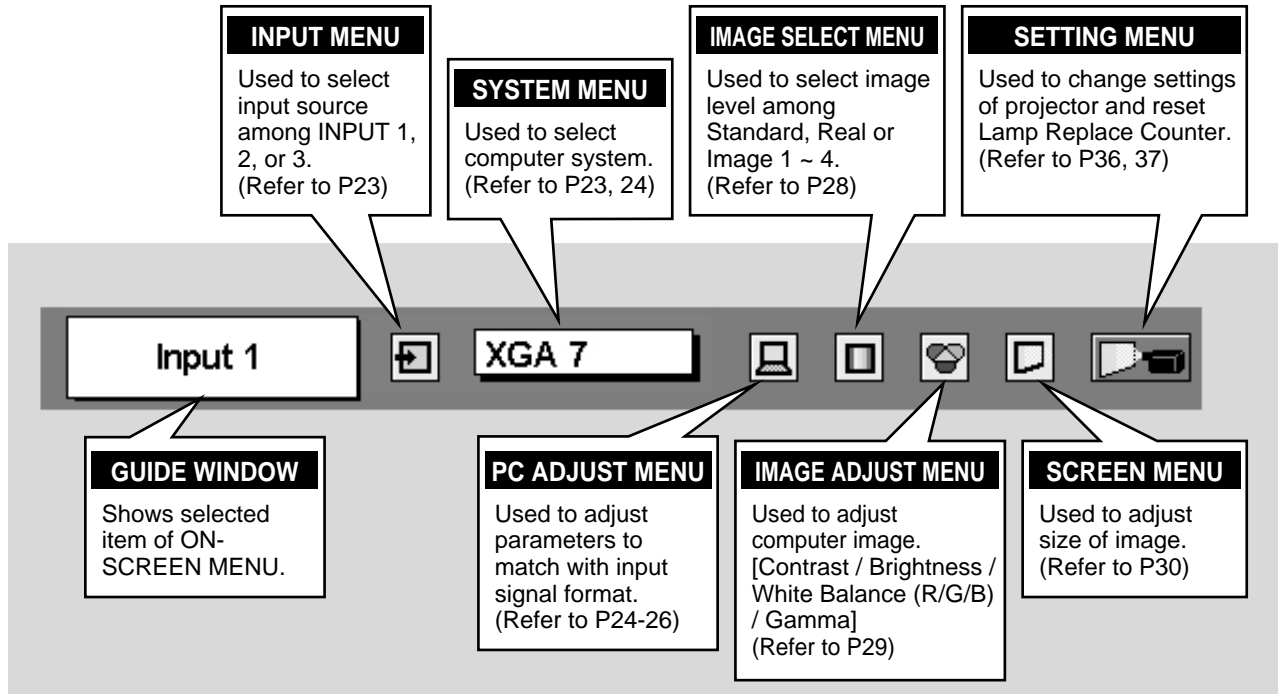 INPUT MENU
Used to select
input source
among INPUT 1,
2, or 3.
(Refer to P23)
SYSTEM MENU
Used to select
computer system.
(Refer to P23, 24)
IMAGE SELECT MENU
Used to select image
level among
Standard, Real or
Image 1 ~ 4.
(Refer to P28)
SETTING MENU
Used to change settings
of projector and reset
Lamp Replace Counter.
(Refer to P36, 37)
Input 1
XGA 7
GUIDE WINDOW
Shows selected
item of ON-
SCREEN MENU.
PC ADJUST MENU
Used to adjust
parameters to
match with input
signal format.
(Refer to P24-26)
IMAGE ADJUST MENU
Used to adjust
computer image.
[Contrast / Brightness /
White Balance (R/G/B)
/ Gamma]
(Refer to P29)
SCREEN MENU
Used to adjust
size of image.
(Refer to P30)